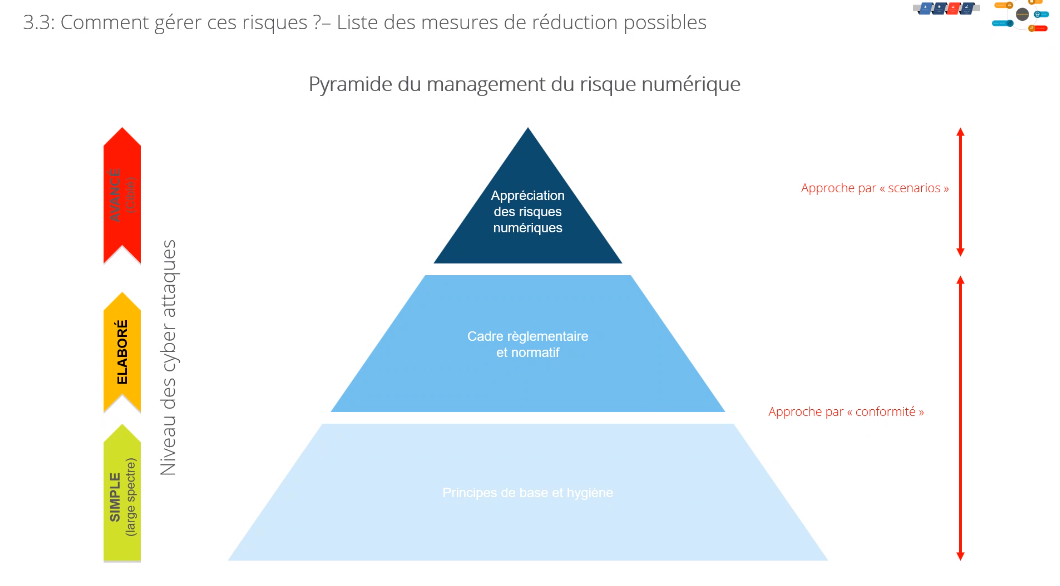 3.3: Comment gérer ces risques ?– Liste des mesures de réduction possibles
Pyramide du management du risque numérique
AVANCÉ
Appréciation
des risques
numériques
Approche par « scenarios »
Niveau des cyber attaques
ELABORÉ
Cadre règlementaire
et normatif
Approche par « conformité »
SIMPLE
(large spectre)
Principes de base et hygiène